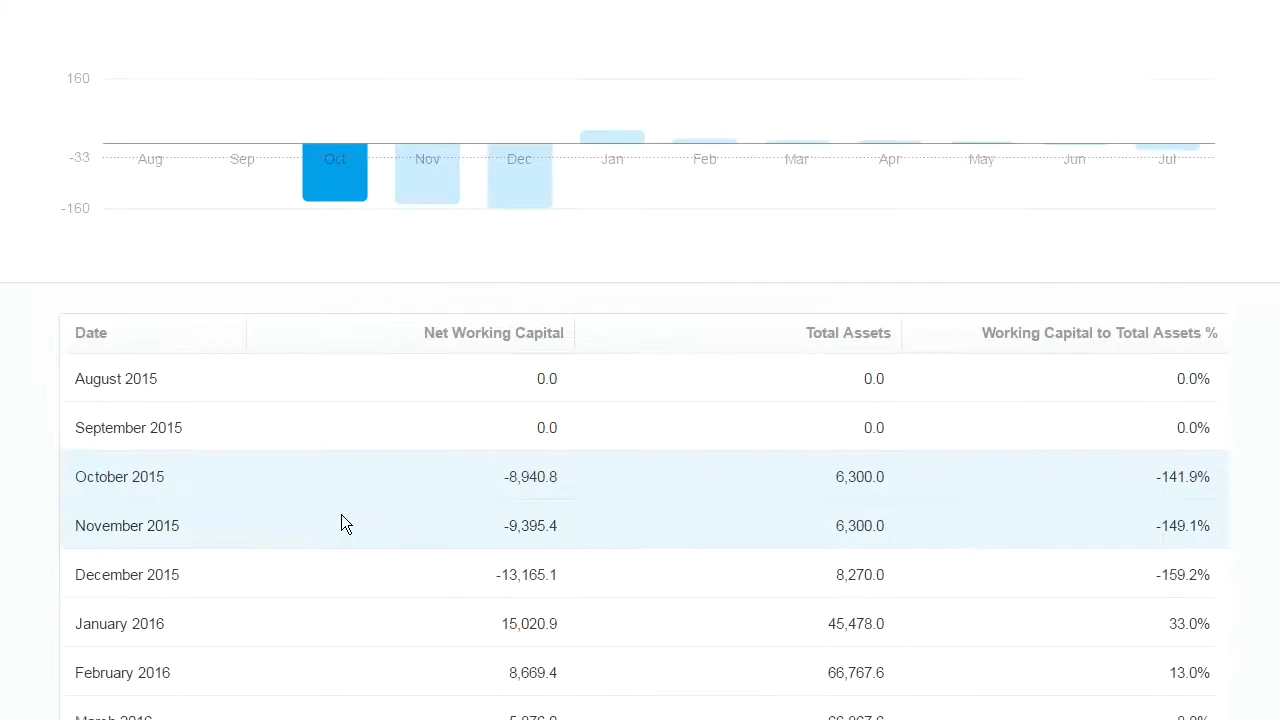 160
-33
Aug Sep Oct Nov Dec Jan Feb Mar Apr May Jun Jul
-160
Date Net Working Capital Total Assets Working Capital to Total Assets %
August 2015 0.0 0.0 0.0%
September 2015 0.0 0.0 0.0%
October 2015 -8,940.8 6,300.0 -141.9%
November 2015 -9,395.4 6,300.0 -149.1%
December 2015 -13,165.1 8,270.0 -159.2%
January 2016 15,020.9 45,478.0 33.0%
February 2016 8,669.4 66,767.6 13.0%
March 2016